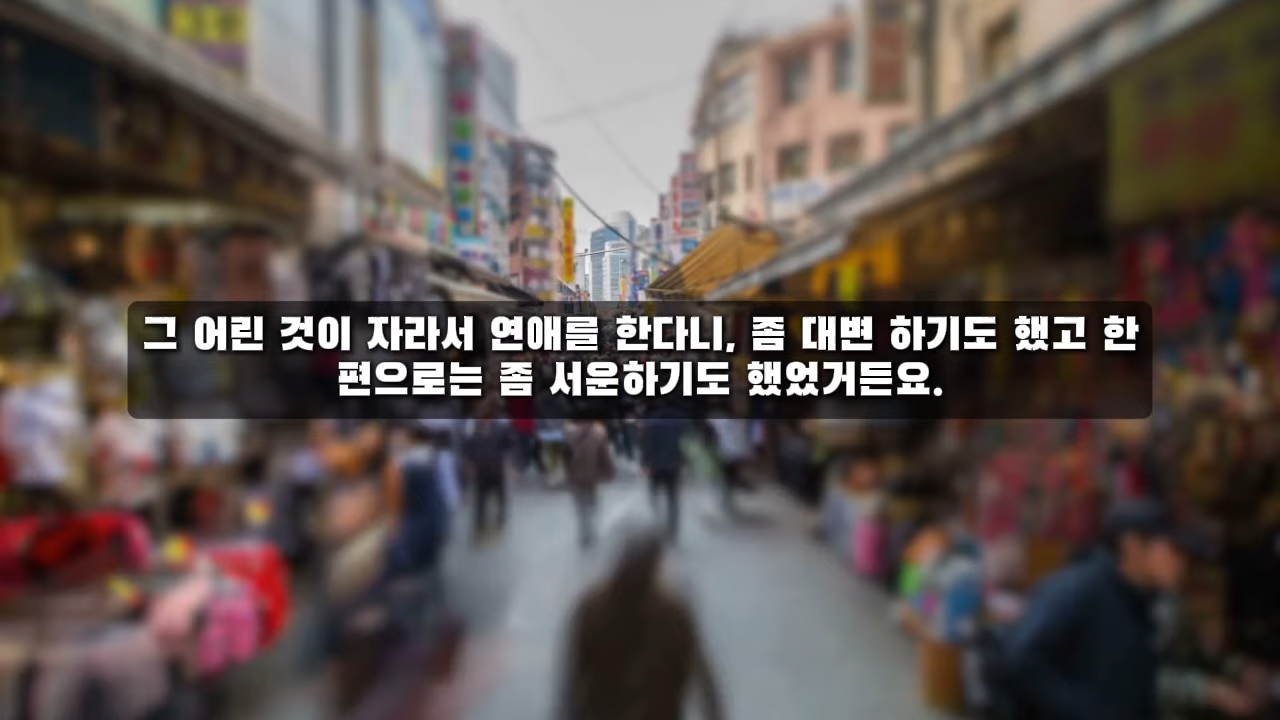 그 어린 것이 자라서 연애를 한다니, 좀 대변 하기도 했고 한
편으로는 좀 서운하기도 했었거든요.